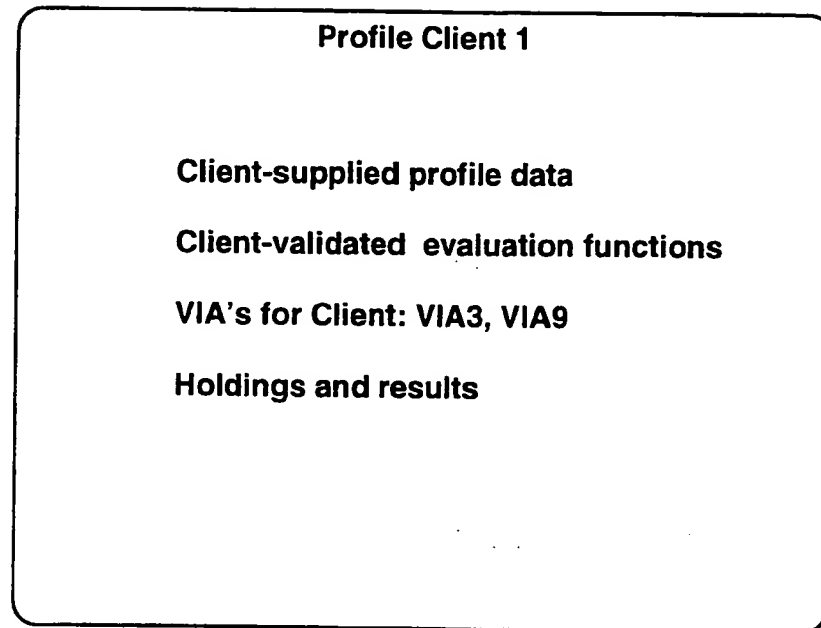 Profile Client 1
Client-supplied profile data
Client-validated evaluation functions
VIA's for Client: VIA3, VIA9
Holdings and results